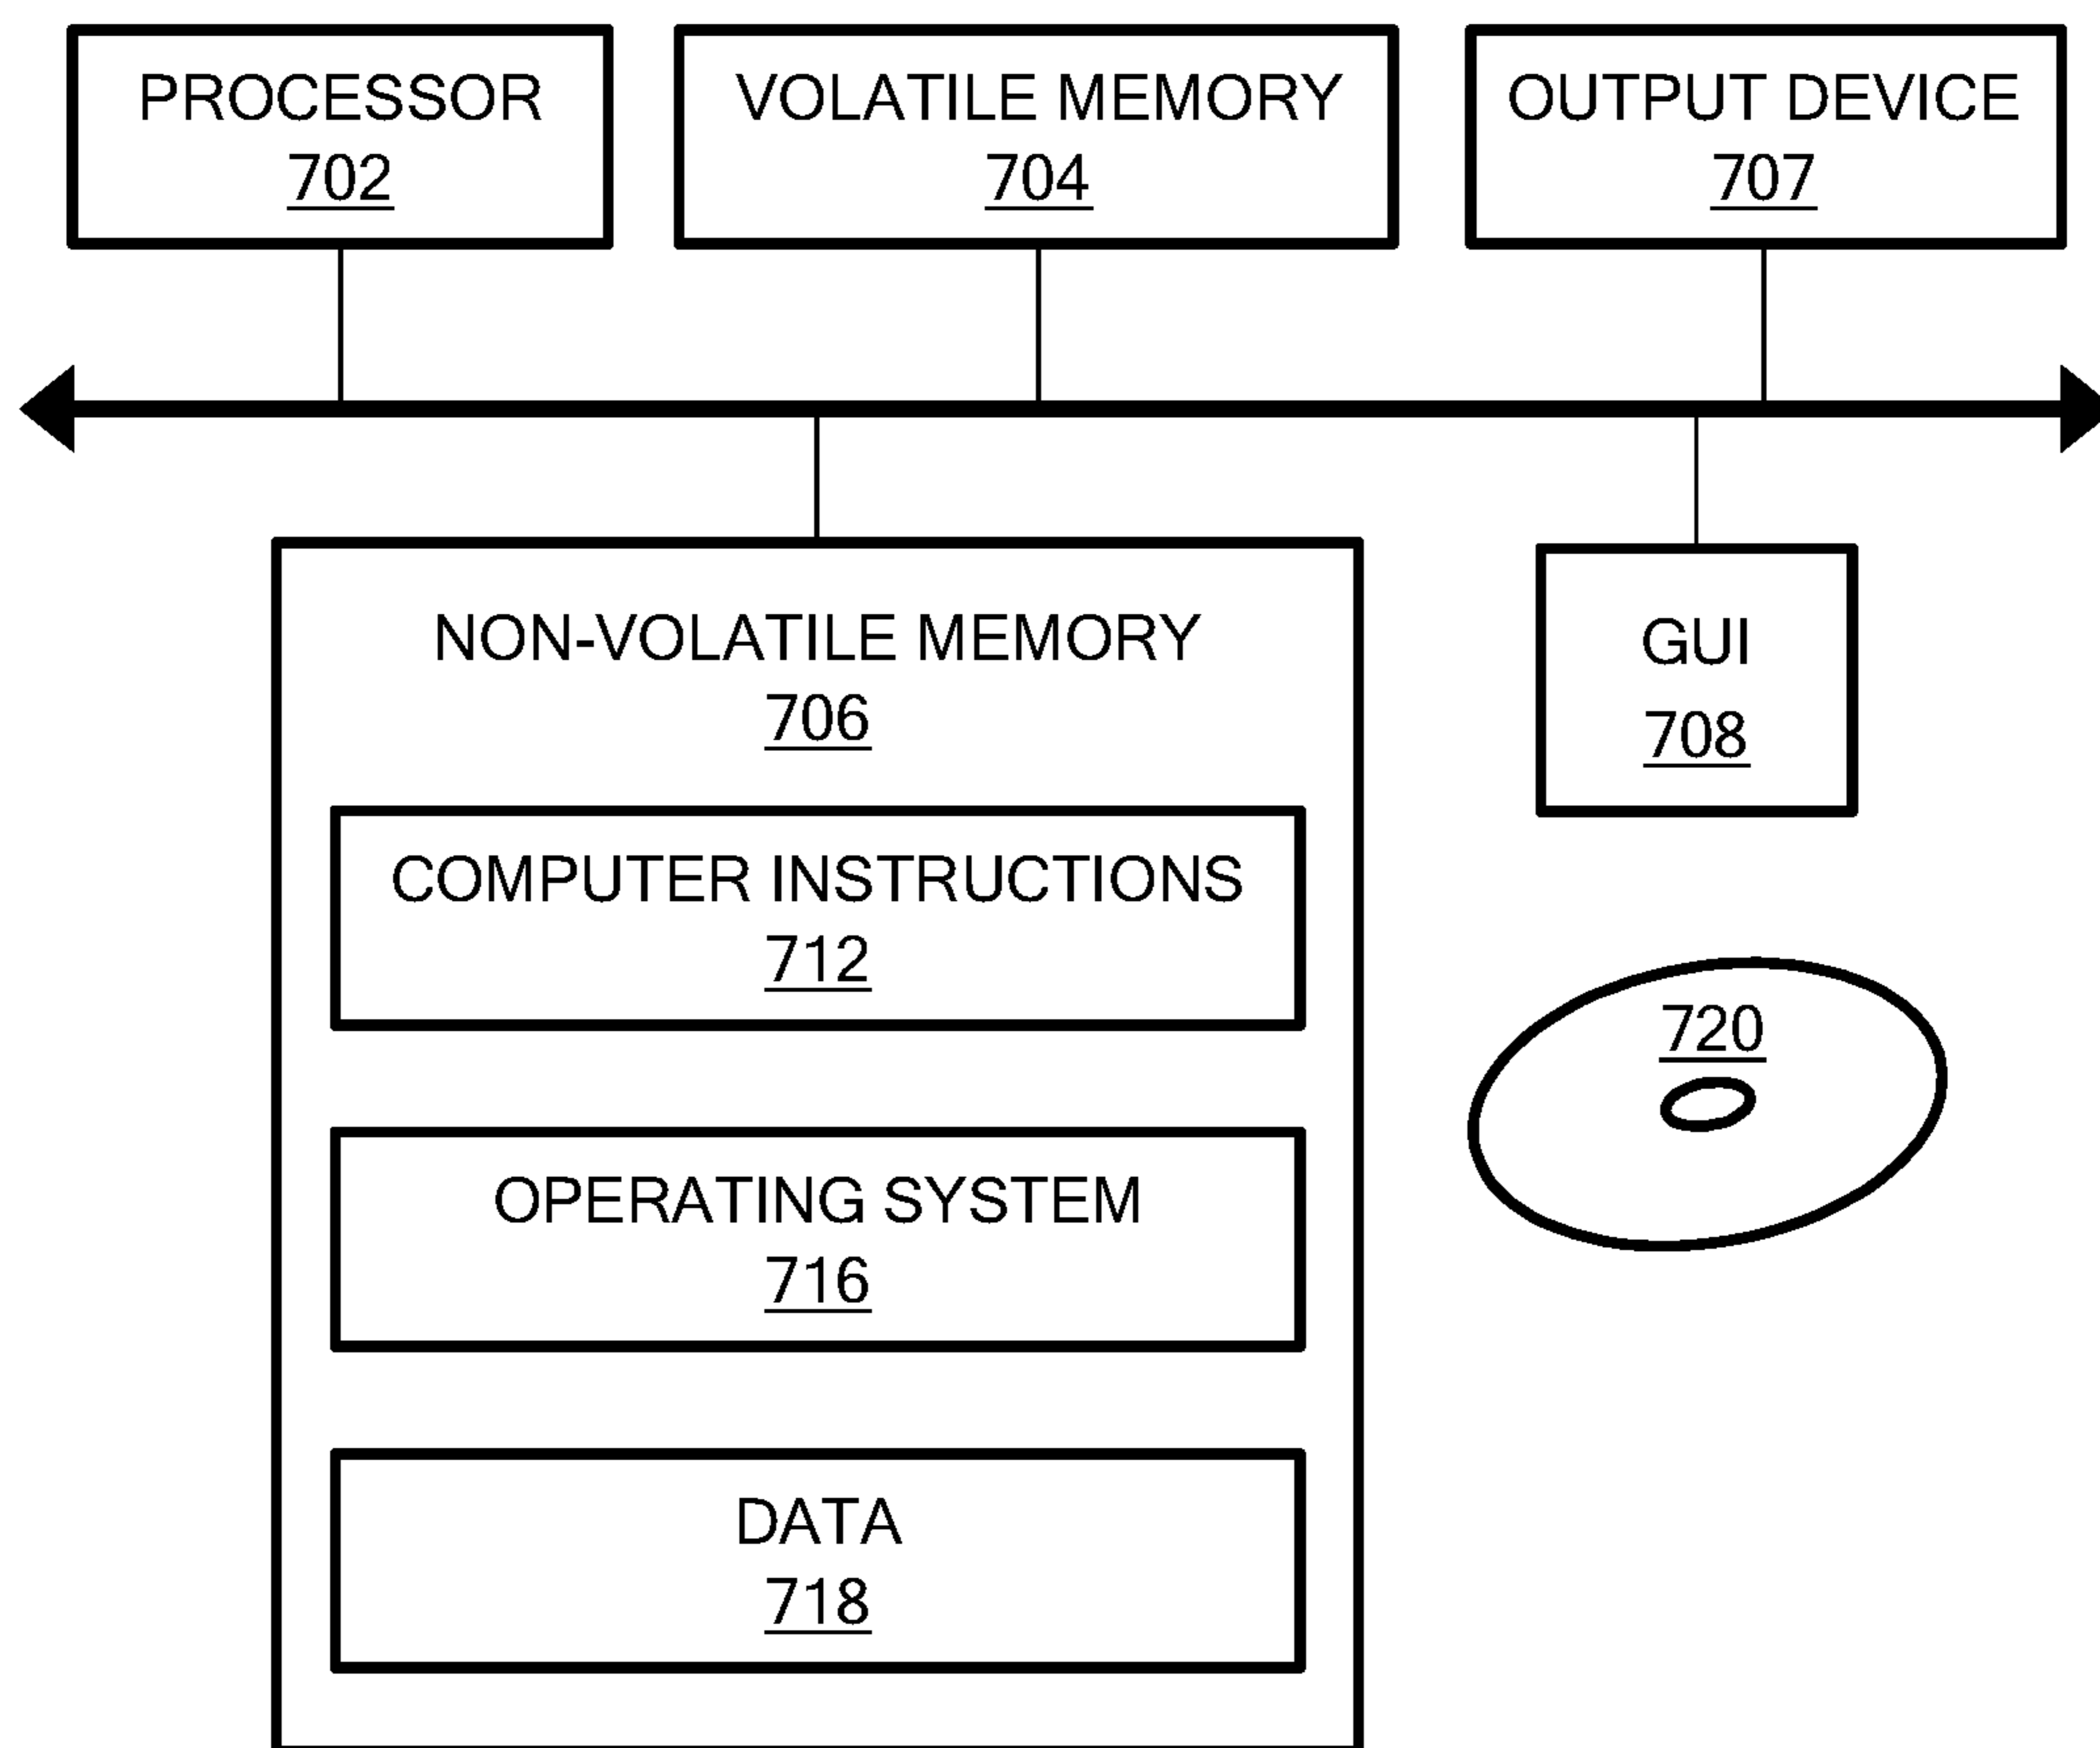 PROCESSOR
702
VOLATILE MEMORY
704
OUTPUT DEVICE
707
NON-VOLATILE MEMORY
706
COMPUTER INSTRUCTIONS
712
OPERATING SYSTEM
716
DATA
718
GUI
708
720